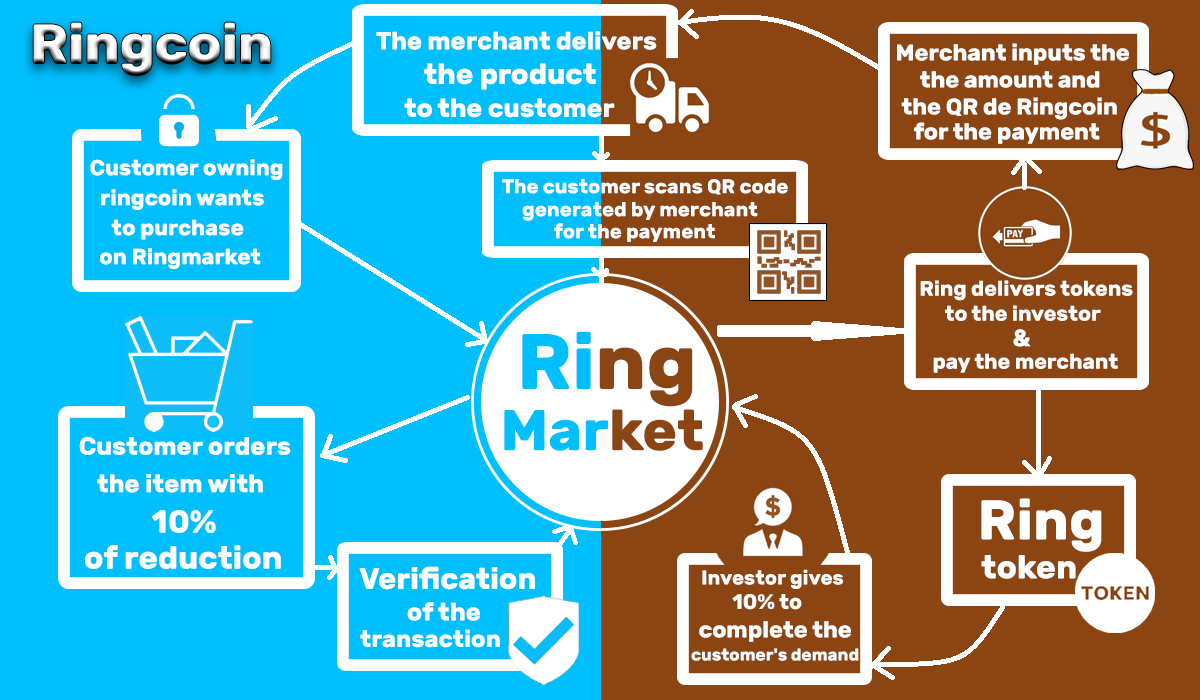 Ringcoin
The merchant delivers
the product
to the customer
Merchant inputs the
the amount and
the QR de Ringcoin
for the payment
$
Customer owning
ringcoin wants
to purchase
on Ringmarket
The customer scans QR code
generated by merchant
for the payment
PAY
Ring delivers tokens
to the investor
&
pay the merchant
Ring
Market
Customer orders
the item with
10%
of reduction
Verification
of the
transaction
$
Investor gives
10% to
complete the
customer's demand
Ring
token
TOKEN